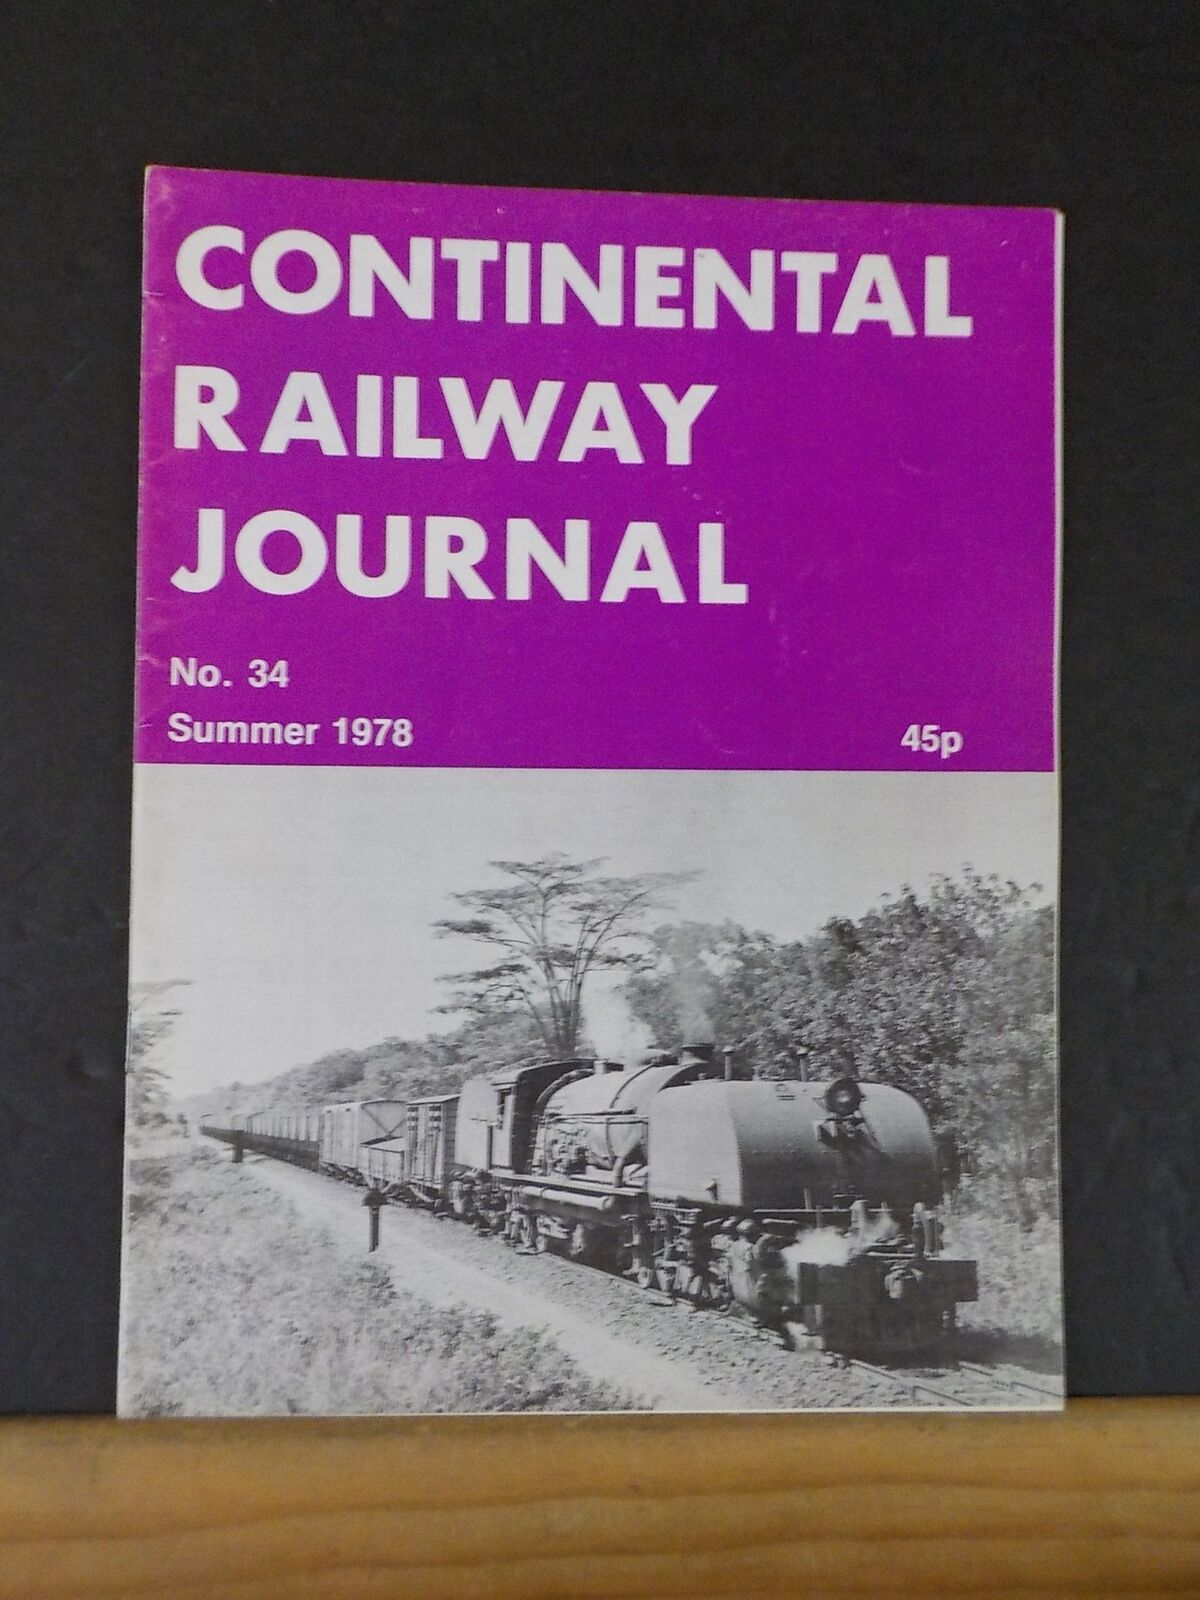 CONTINENTAL
RAILWAY
JOURNAL
No. 34
Summer 1978
45p